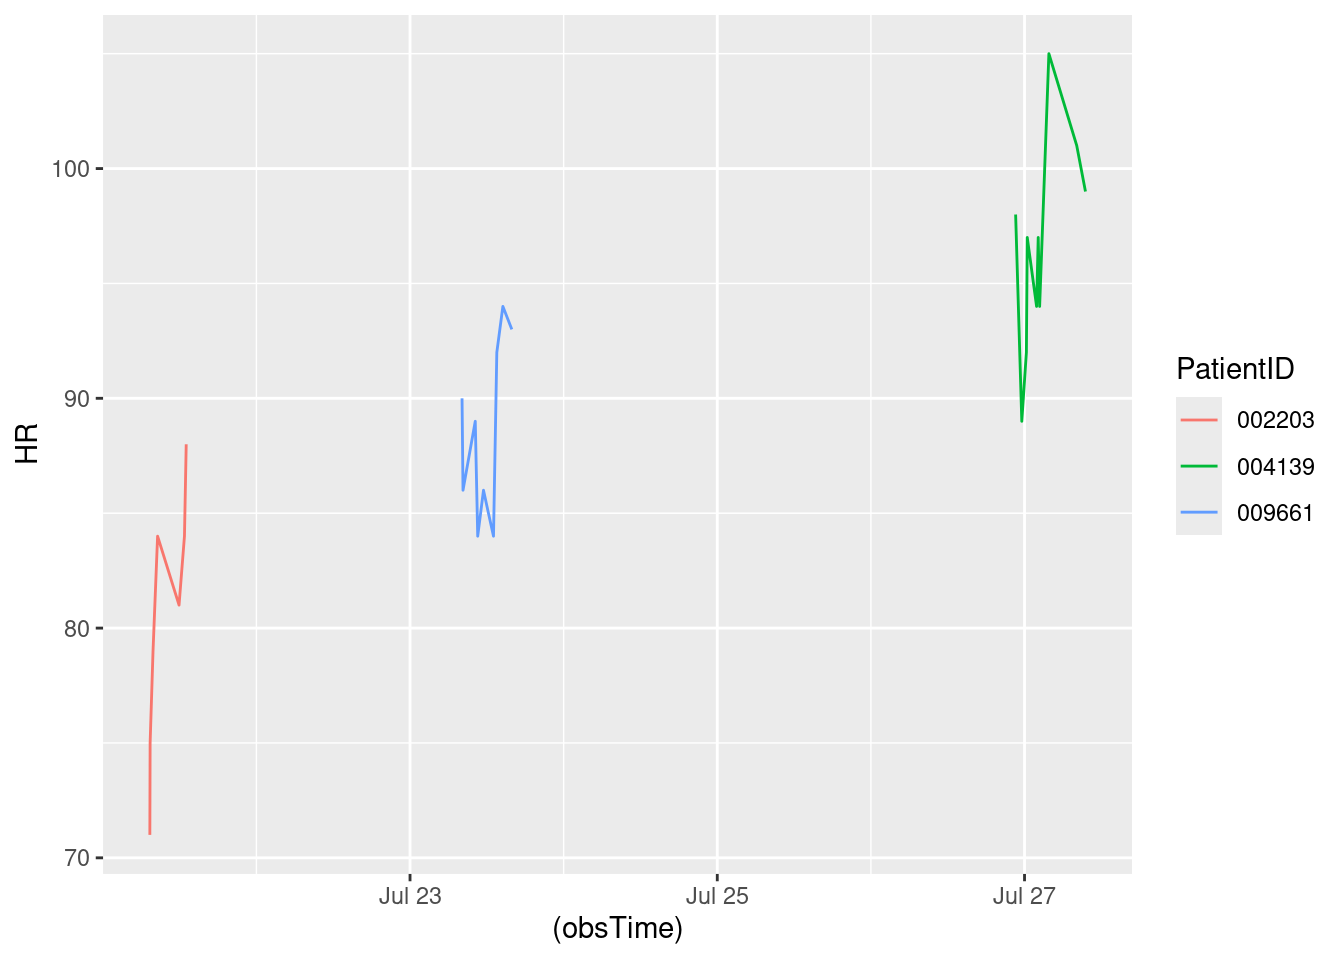 HR
100
90
80
70
Jul 23
Jul 25
Jul 27
(obsTime)
PatientID
002203
004139
009661